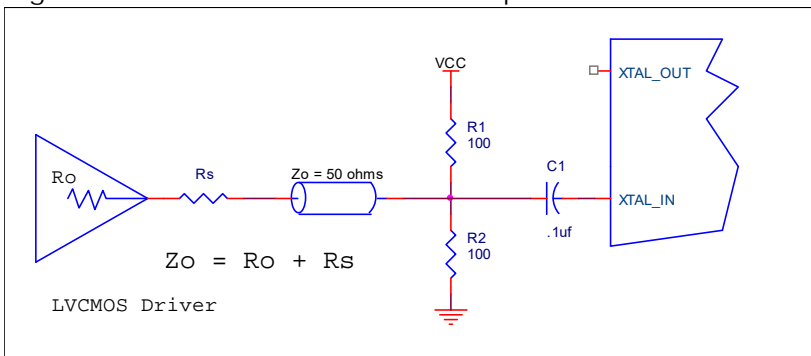 VCC
XTAL_OUT
R1
100
Ro
Rs
Zo = 50 ohms
C1
XTAL_IN
.1uf
R2
100
Zo = Ro + Rs
LVCMOS Driver